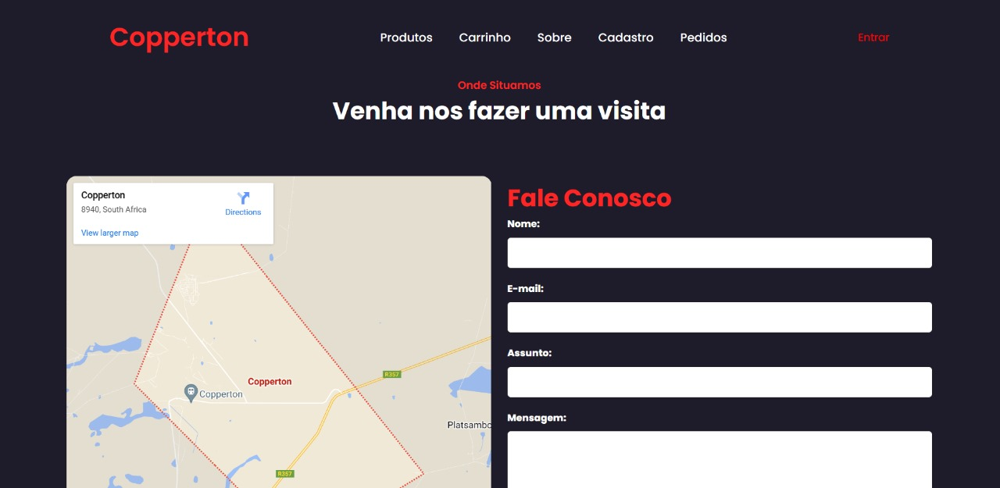 Copperton
Produtos Carrinho Sobre Cadastro Pedidos
Entrar
Onde Situamos
Venha nos fazer uma visita
Copperton
8940, South Africa
Directions
View larger map
R357
Copperton
Copperton
Platsambo
R357
Fale Conosco
Nome:
E-mail:
Assunto:
Mensagem: